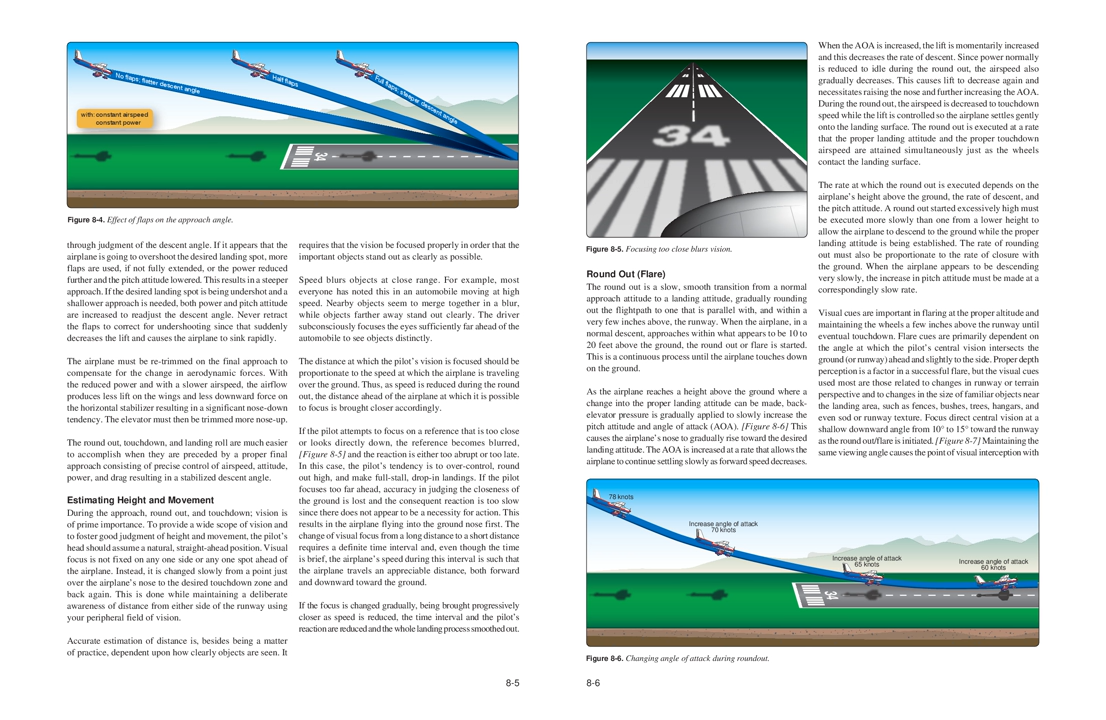 No flaps: flatter descent angle
Half flaps
Full flaps: steeper descent angle
with: constant airspeed
constant power
34
Figure 8-4. Effect of flaps on the approach angle.
through judgment of the descent angle. If it appears that the
airplane is going to overshoot the desired landing spot, more
flaps are used, if not fully extended, or the power reduced
further and the pitch attitude lowered. This results in a steeper
approach. If the desired landing spot is being undershot and a
shallower approach is needed, both power and pitch attitude
are increased to readjust the descent angle. Never retract
the flaps to correct for undershooting since that suddenly
decreases the lift and causes the airplane to sink rapidly.
The airplane must be re-trimmed on the final approach to
compensate for the change in aerodynamic forces. With
the reduced power and with a slower airspeed, the airflow
produces less lift on the wings and less downward force on
the horizontal stabilizer resulting in a significant nose-down
tendency. The elevator must then be trimmed more nose-up.
The round out, touchdown, and landing roll are much easier
to accomplish when they are preceded by a proper final
approach consisting of precise control of airspeed, attitude,
power, and drag resulting in a stabilized descent angle.
Estimating Height and Movement
During the approach, round out, and touchdown; vision is
of prime importance. To provide a wide scope of vision and
to foster good judgment of height and movement, the pilot's
head should assume a natural, straight-ahead position. Visual
focus is not fixed on any one side or any one spot ahead of
the airplane. Instead, it is changed slowly from a point just
over the airplane's nose to the desired touchdown zone and
back again. This is done while maintaining a deliberate
awareness of distance from either side of the runway using
your peripheral field of vision.
Accurate estimation of distance is, besides being a matter
of practice, dependent upon how clearly objects are seen. It
requires that the vision be focused properly in order that the
important objects stand out as clearly as possible.
Speed blurs objects at close range. For example, most
everyone has noted this in an automobile moving at high
speed. Nearby objects seem to merge together in a blur,
while objects farther away stand out clearly. The driver
subconsciously focuses the eyes sufficiently far ahead of the
automobile to see objects distinctly.
The distance at which the pilot's vision is focused should be
proportionate to the speed at which the airplane is traveling
over the ground. Thus, as speed is reduced during the round
out, the distance ahead of the airplane at which it is possible
to focus is brought closer accordingly.
If the pilot attempts to focus on a reference that is too close
or looks directly down, the reference becomes blurred,
[Figure 8-5] and the reaction is either too abrupt or too late.
In this case, the pilot's tendency is to over-control, round
out high, and make full-stall, drop-in landings. If the pilot
focuses too far ahead, accuracy in judging the closeness of
the ground is lost and the consequent reaction is too slow
since there does not appear to be a necessity for action. This
results in the airplane flying into the ground nose first. The
change of visual focus from a long distance to a short distance
requires a definite time interval and, even though the time
is brief, the airplane's speed during this interval is such that
the airplane travels an appreciable distance, both forward
and downward toward the ground.
If the focus is changed gradually, being brought progressively
closer as speed is reduced, the time interval and the pilot's
reaction are reduced and the whole landing process smoothed out.
8-5
34
Figure 8-5. Focusing too close blurs vision.
Round Out (Flare)
The round out is a slow, smooth transition from a normal
approach attitude to a landing attitude, gradually rounding
out the flightpath to one that is parallel with, and within a
very few inches above, the runway. When the airplane, in a
normal descent, approaches within what appears to be 10 to
20 feet above the ground, the round out or flare is started.
This is a continuous process until the airplane touches down
on the ground.
As the airplane reaches a height above the ground where a
change into the proper landing attitude can be made, back-
elevator pressure is gradually applied to slowly increase the
pitch attitude and angle of attack (AOA). [Figure 8-6] This
causes the airplane's nose to gradually rise toward the desired
landing attitude. The AOA is increased at a rate that allows the
airplane to continue settling slowly as forward speed decreases.
When the AOA is increased, the lift is momentarily increased
and this decreases the rate of descent. Since power normally
is reduced to idle during the round out, the airspeed also
gradually decreases. This causes lift to decrease again and
necessitates raising the nose and further increasing the AOA.
During the round out, the airspeed is decreased to touchdown
speed while the lift is controlled so the airplane settles gently
onto the landing surface. The round out is executed at a rate
that the proper landing attitude and the proper touchdown
airspeed are attained simultaneously just as the wheels
contact the landing surface.
The rate at which the round out is executed depends on the
airplane's height above the ground, the rate of descent, and
the pitch attitude. A round out started excessively high must
be executed more slowly than one from a lower height to
allow the airplane to descend to the ground while the proper
landing attitude is being established. The rate of rounding
out must also be proportionate to the rate of closure with
the ground. When the airplane appears to be descending
very slowly, the increase in pitch attitude must be made at a
correspondingly slow rate.
Visual cues are important in flaring at the proper altitude and
maintaining the wheels a few inches above the runway until
eventual touchdown. Flare cues are primarily dependent on
the angle at which the pilot's central vision intersects the
ground (or runway) ahead and slightly to the side. Proper depth
perception is a factor in a successful flare, but the visual cues
used most are those related to changes in runway or terrain
perspective and to changes in the size of familiar objects near
the landing area, such as fences, bushes, trees, hangars, and
even sod or runway texture. Focus direct central vision at a
shallow downward angle from 10° to 15° toward the runway
as the round out/flare is initiated. [Figure 8-7] Maintaining the
same viewing angle causes the point of visual interception with
78 knots
Increase angle of attack
70 knots
Increase angle of attack
65 knots
Increase angle of attack
60 knots
34
Figure 8-6. Changing angle of attack during roundout.
8-6